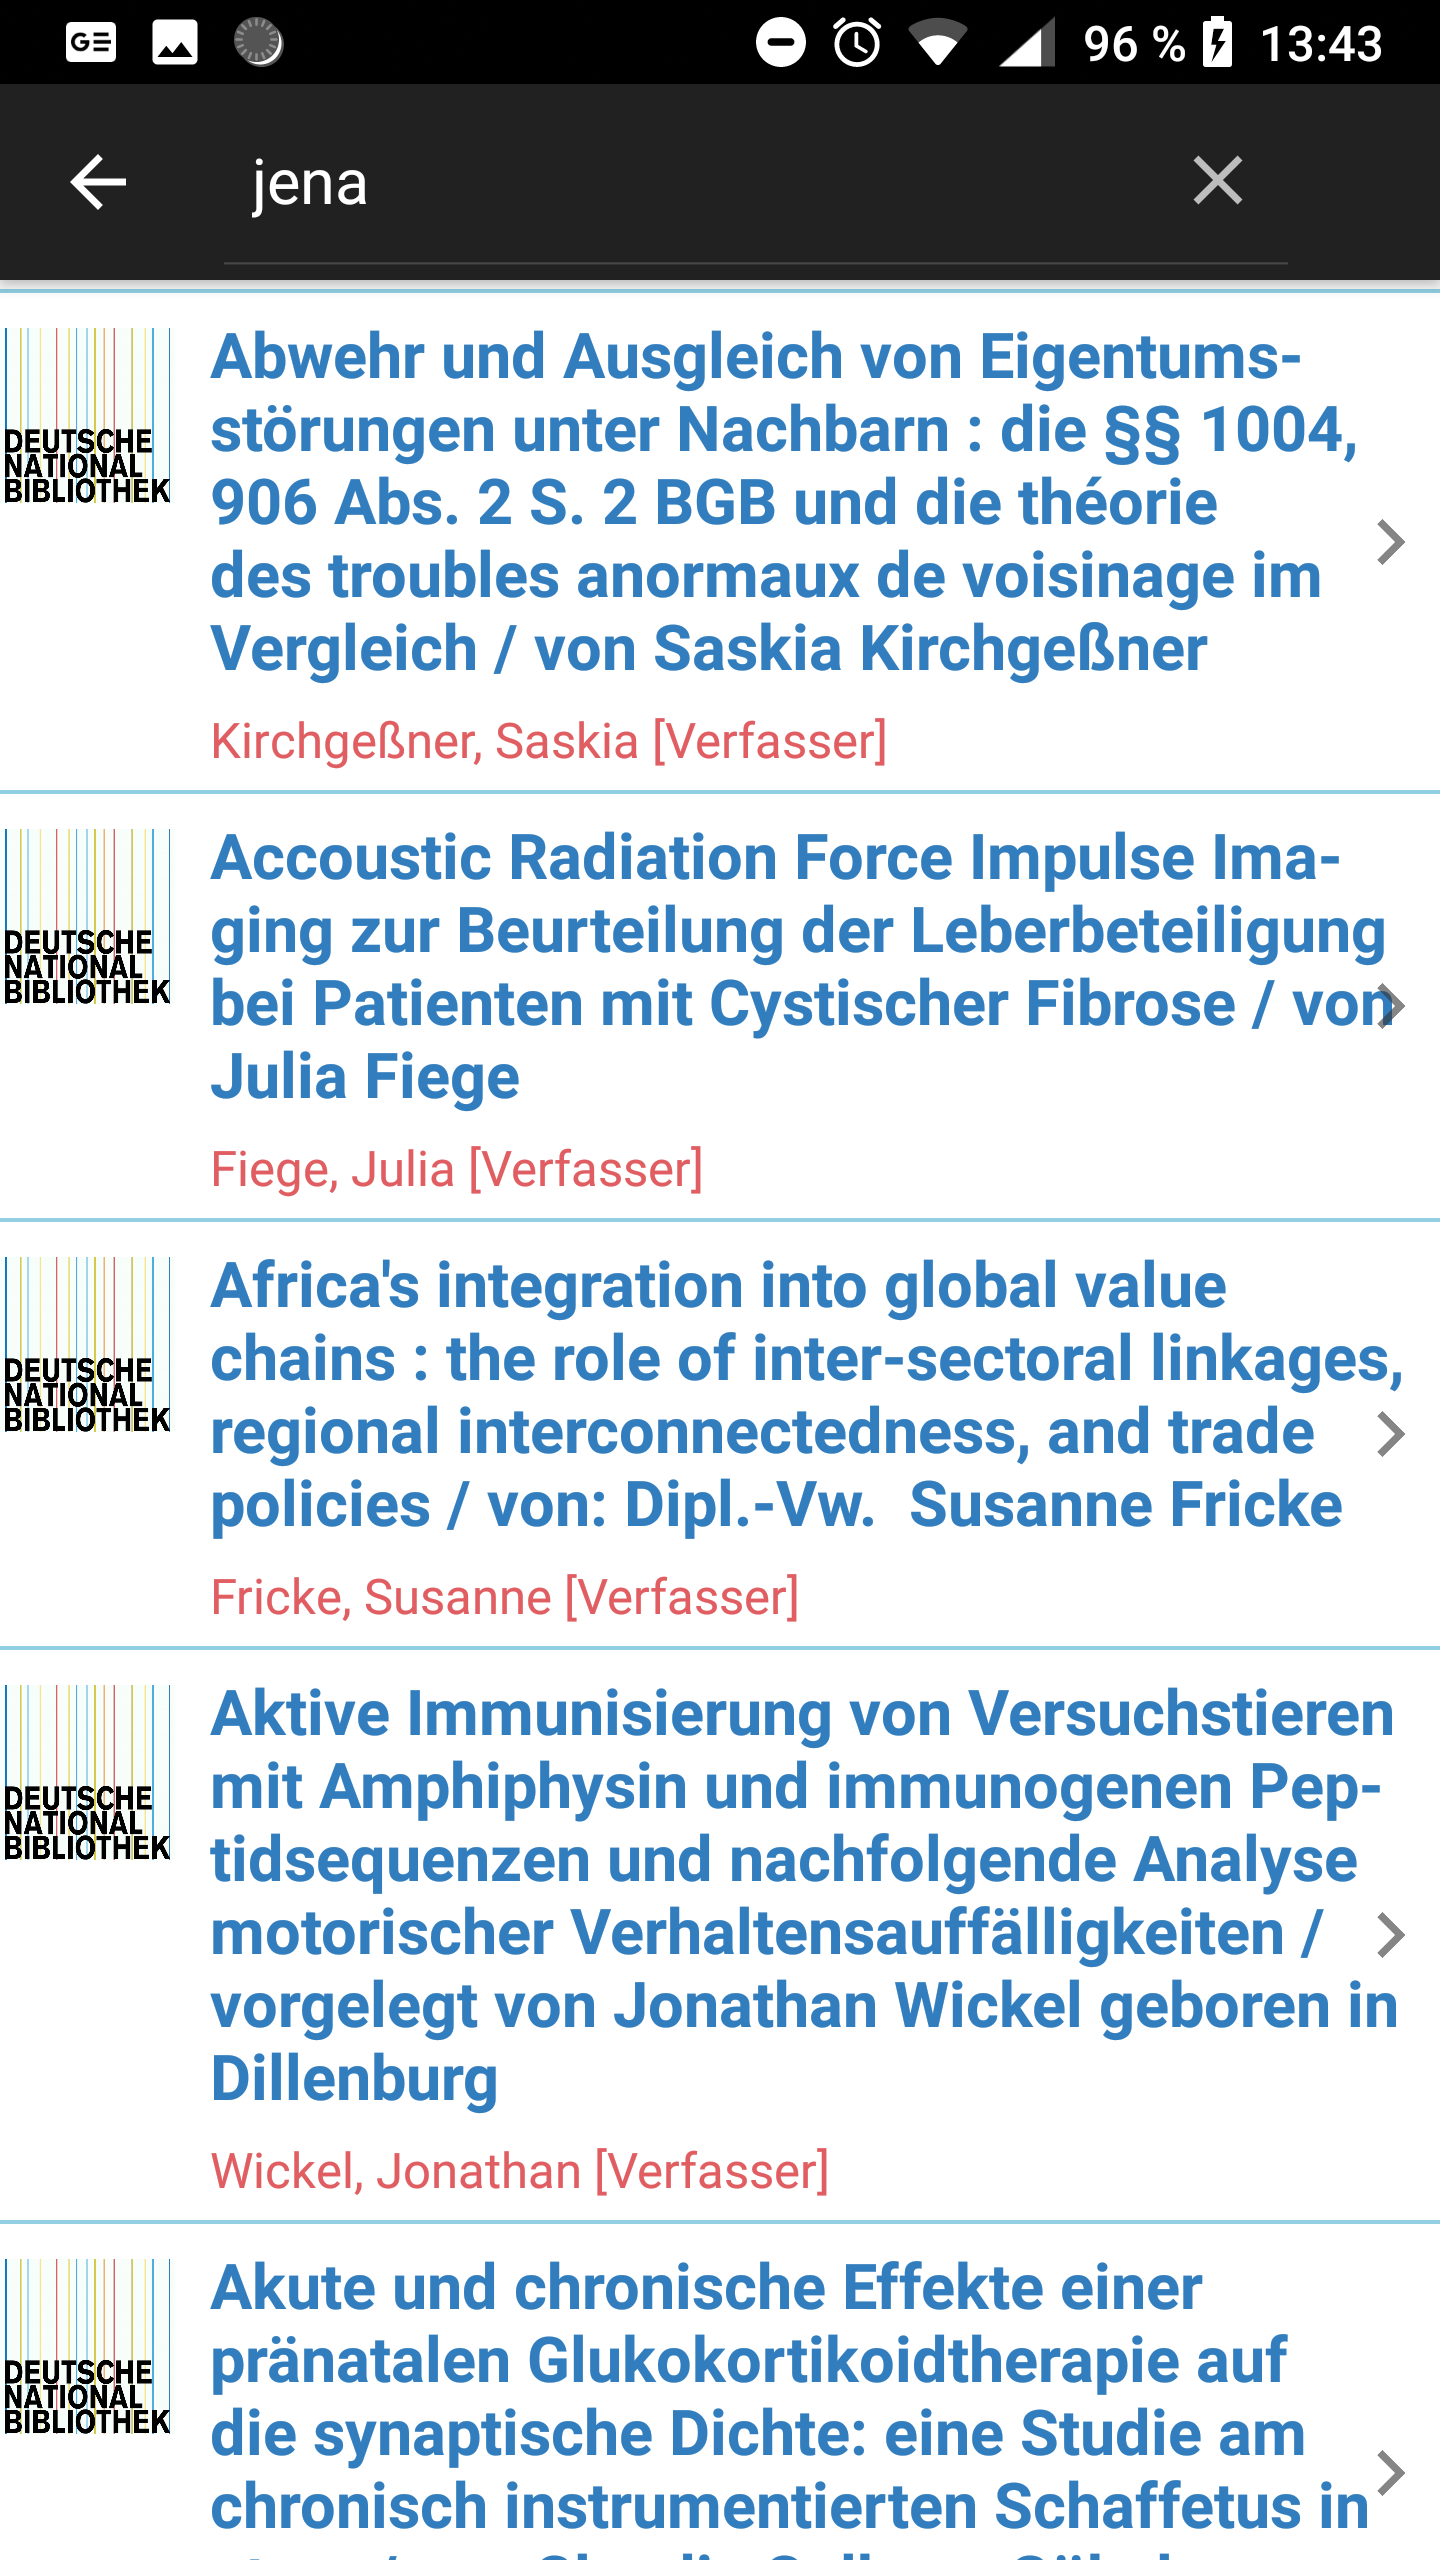 GE 96 % 13:43
jena
DEUTSCHE
NATIONAL
BIBLIOTHEK
Abwehr und Ausgleich von Eigentums-
störungen unter Nachbarn : die §§ 1004,
906 Abs. 2 S. 2 BGB und die théorie
des troubles anormaux de voisinage im
Vergleich / von Saskia Kirchgeßner
Kirchgeßner, Saskia [Verfasser]
DEUTSCHE
NATIONAL
BIBLIOTHEK
Accoustic Radiation Force Impulse Ima-
ging zur Beurteilung der Leberbeteiligung
bei Patienten mit Cystischer Fibrose / von
Julia Fiege
Fiege, Julia [Verfasser]
DEUTSCHE
NATIONAL
BIBLIOTHEK
Africa's integration into global value
chains : the role of inter-sectoral linkages,
regional interconnectedness, and trade
policies / von: Dipl.-Vw.  Susanne Fricke
Fricke, Susanne [Verfasser]
DEUTSCHE
NATIONAL
BIBLIOTHEK
Aktive Immunisierung von Versuchstieren
mit Amphiphysin und immunogenen Pep-
tidsequenzen und nachfolgende Analyse
motorischer Verhaltensauffälligkeiten /
vorgelegt von Jonathan Wickel geboren in
Dillenburg
Wickel, Jonathan [Verfasser]
DEUTSCHE
NATIONAL
BIBLIOTHEK
Akute und chronische Effekte einer
pränatalen Glukokortikoidtherapie auf
die synaptische Dichte: eine Studie am
chronisch instrumentierten Schaffetus in